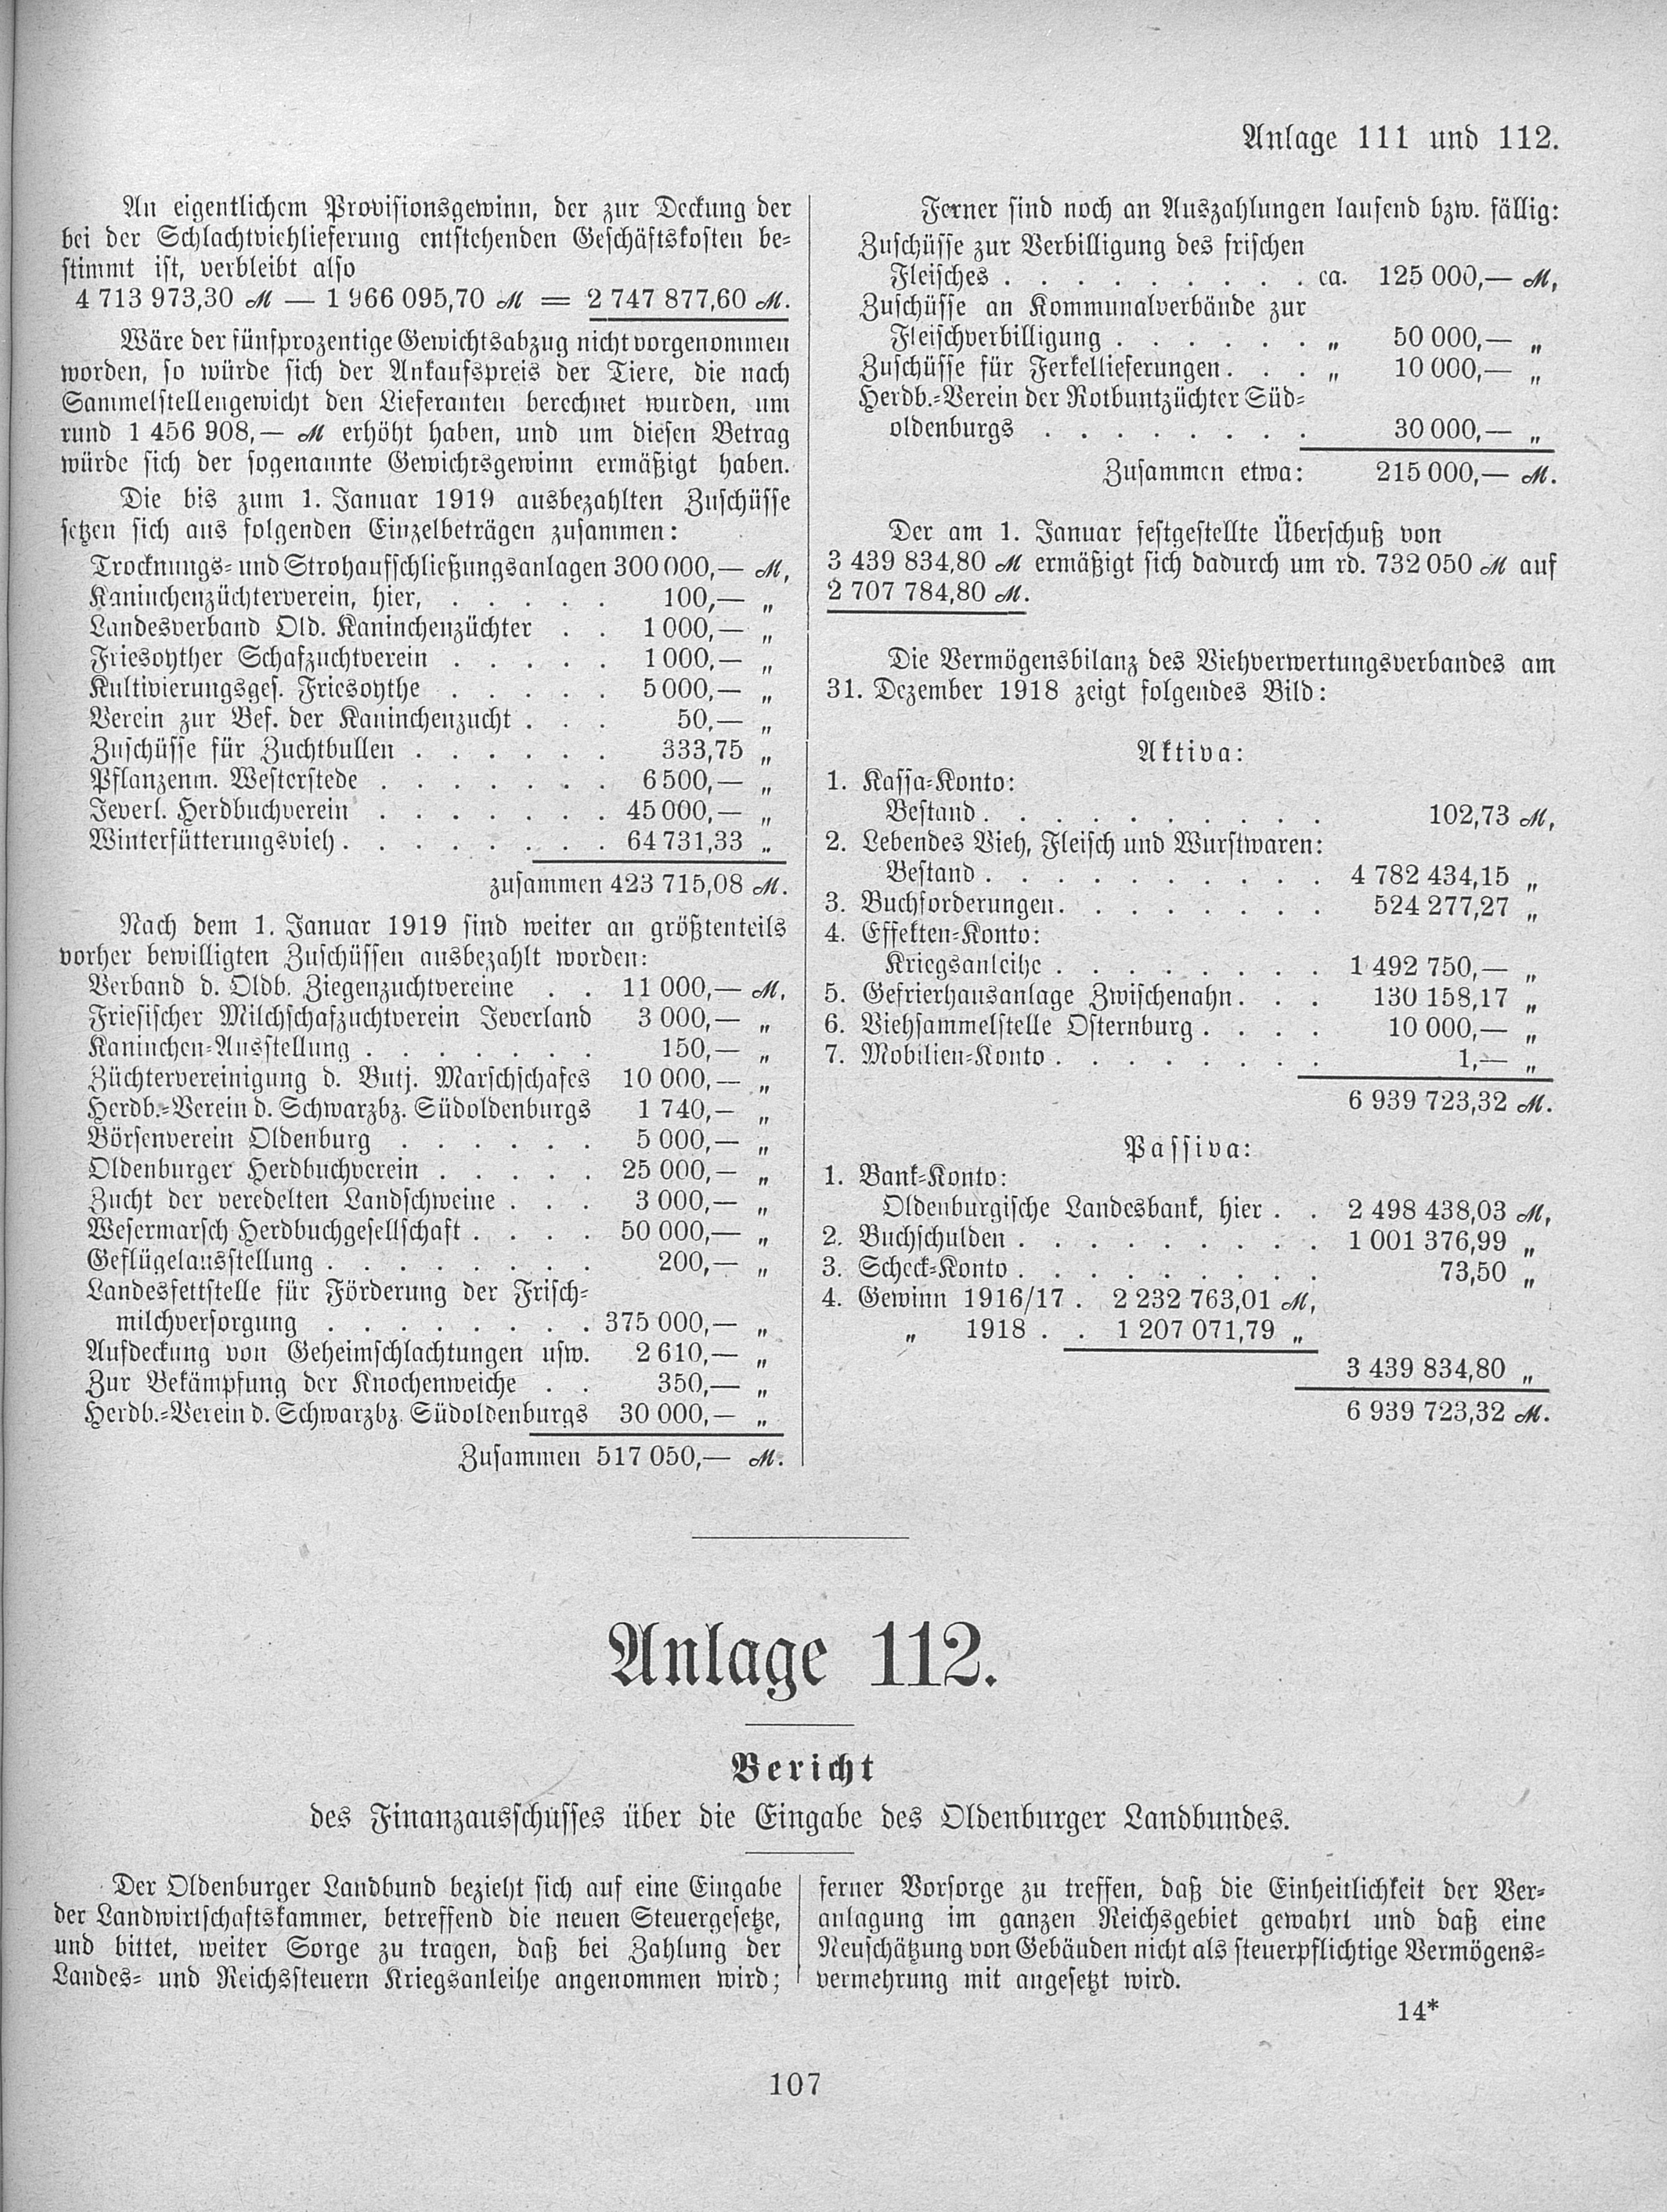 Anlage 111 und 112.
An eigentlichem Provisionsgewinn, der zur Deckung der
bei der Schlachtviehlieferung entstehenden Geschäftskosten be-
stimmt ist, verbleibt also
4 713 973,30 ℳ — 1 966 095,70 ℳ = 2 747 877,60 ℳ.
Wäre der fünfprozentige Gewichtsabzug nicht vorgenommen
worden, so würde sich der Ankaufspreis der Tiere, die nach
Sammelstellengewicht den Lieferanten berechnet wurden, um
rund 1 456 908,— ℳ erhöht haben, und um diesen Betrag
würde sich der sogenannte Gewichtsgewinn ermäßigt haben.
Die bis zum 1. Januar 1919 ausbezahlten Zuschüsse
setzen sich aus folgenden Einzelbeträgen zusammen:
Trocknungs- und Strohaufschließungsanlagen 300 000,— ℳ,
Kaninchenzüchterverein, hier, . . . . . 100,— „
Landesverband Old. Kaninchenzüchter . . 1 000,— „
Friesoyther Schafzuchtverein . . . . . 1 000,— „
Kultivierungsges. Friesoythe . . . . . 5 000,— „
Verein zur Bef. der Kaninchenzucht . . . 50,— „
Zuschüsse für Zuchtbullen . . . . . . 333,75 „
Pflanzenm. Westerstede . . . . . . . 6 500,— „
Jeverl. Herdbuchverein . . . . . . . 45 000,— „
Winterfütterungsvieh . . . . . . . . 64 731,33 „
zusammen 423 715,08 ℳ.
Nach dem 1. Januar 1919 sind weiter an größtenteils
vorher bewilligten Zuschüssen ausbezahlt worden:
Verband d. Oldb. Ziegenzuchtvereine . . 11 000,— ℳ,
Friesischer Milchschafzuchtverein Jeverland 3 000,— „
Kaninchen-Ausstellung . . . . . . . 150,— „
Züchtervereinigung d. Butj. Marschschafes 10 000,— „
Herdb.-Verein d. Schwarzbz. Südoldenburgs 1 740,— „
Börsenverein Oldenburg . . . . . . 5 000,— „
Oldenburger Herdbuchverein . . . . . 25 000,— „
Zucht der veredelten Landschweine . . . 3 000,— „
Wesermarsch Herdbuchgesellschaft . . . . 50 000,— „
Geflügelausstellung . . . . . . . . 200,— „
Landesfettstelle für Förderung der Frisch-
milchversorgung . . . . . . . . 375 000,— „
Aufdeckung von Geheimschlachtungen usw. 2 610,— „
Zur Bekämpfung der Knochenweiche . . 350,— „
Herdb.-Verein d. Schwarzbz. Südoldenburgs 30 000,— „
Zusammen 517 050,— ℳ.
Ferner sind noch an Auszahlungen laufend bzw. fällig:
Zuschüsse zur Verbilligung des frischen
Fleisches . . . . . . . . . . ca. 125 000,— ℳ,
Zuschüsse an Kommunalverbände zur
Fleischverbilligung . . . . . . . „ 50 000,— „
Zuschüsse für Ferkellieferungen. . . . „ 10 000,— „
Herdb.-Verein der Rotbuntzüchter Süd-
oldenburgs . . . . . . . . 30 000,— „
Zusammen etwa: 215 000,— ℳ.
Der am 1. Januar festgestellte Überschuß von
3 439 834,80 ℳ ermäßigt sich dadurch um rd. 732 050 ℳ auf
2 707 784,80 ℳ.
Die Vermögensbilanz des Viehverwertungsverbandes am
31. Dezember 1918 zeigt folgendes Bild:
Aktiva:
1. Kassa-Konto:
Bestand . . . . . . . . . . 102,73 ℳ,
2. Lebendes Vieh, Fleisch und Wurstwaren:
Bestand . . . . . . . . . . 4 782 434,15 „
3. Buchforderungen . . . . . . . . 524 277,27 „
4. Effekten-Konto:
Kriegsanleihe . . . . . . . . 1 492 750,— „
5. Gefrierhausanlage Zwischenahn . . . 130 158,17 „
6. Viehsammelstelle Osternburg . . . . 10 000,— „
7. Mobilien-Konto . . . . . . . . 1,— „
6 939 723,32 ℳ.
Passiva:
1. Bank-Konto:
Oldenburgische Landesbank, hier . . 2 498 438,03 ℳ,
2. Buchschulden . . . . . . . . . 1 001 376,99 „
3. Scheck-Konto . . . . . . . . . 73,50 „
4. Gewinn 1916/17 . 2 232 763,01 ℳ,
„ 1918 . . 1 207 071,79 „
3 439 834,80 „
6 939 723,32 ℳ.
Anlage 112.
Bericht
des Finanzausschusses über die Eingabe des Oldenburger Landbundes.
Der Oldenburger Landbund bezieht sich auf eine Eingabe
der Landwirtschaftskammer, betreffend die neuen Steuergesetze,
und bittet, weiter Sorge zu tragen, daß bei Zahlung der
Landes- und Reichssteuern Kriegsanleihe angenommen wird;
ferner Vorsorge zu treffen, daß die Einheitlichkeit der Ver-
anlagung im ganzen Reichsgebiet gewahrt und daß eine
Neuschätzung von Gebäuden nicht als steuerpflichtige Vermögens-
vermehrung mit angesetzt wird.
14*
107